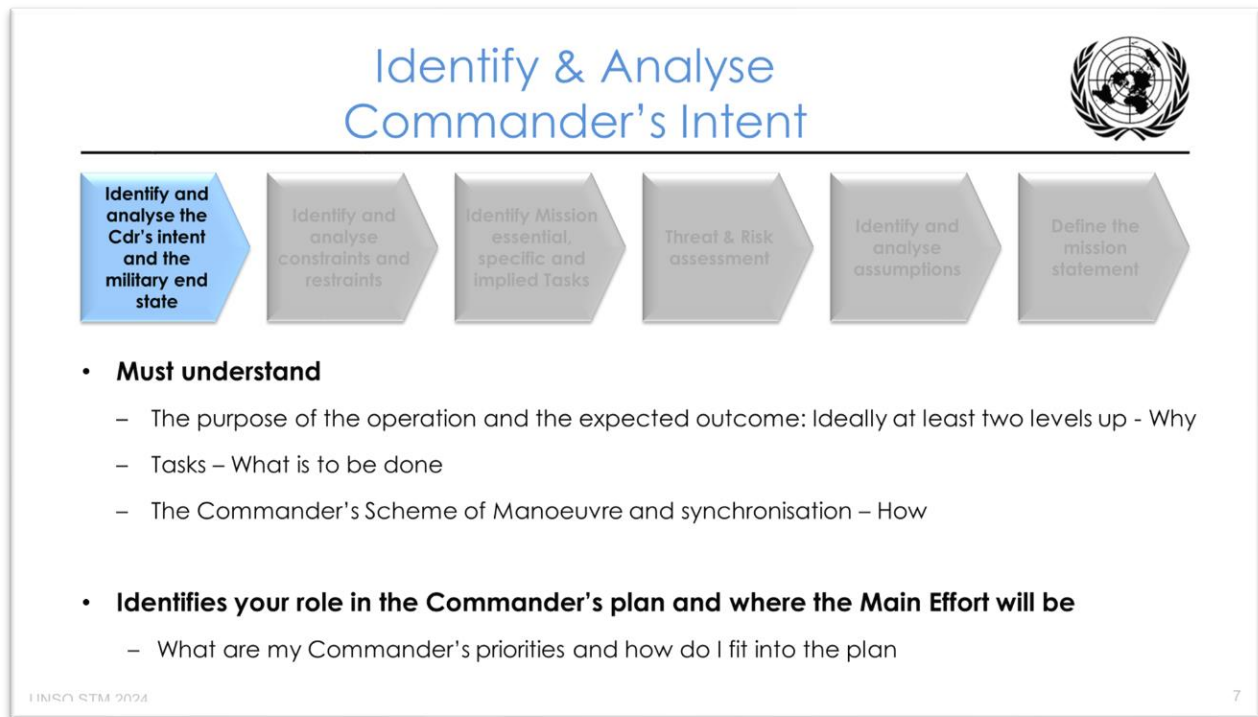 Identify & Analyse
Commander's Intent
Identify and
analyse the
Cdr's intent
and the
military end
state
Identify and
analyse
constraints and
restraints
Identify Mission
essential,
specific and
implied Tasks
Threat & Risk
assessment
Identify and
analyse
assumptions
Define the
mission
statement
• Must understand
– The purpose of the operation and the expected outcome: Ideally at least two levels up - Why
– Tasks – What is to be done
– The Commander's Scheme of Manoeuvre and synchronisation – How
• Identifies your role in the Commander's plan and where the Main Effort will be
– What are my Commander's priorities and how do I fit into the plan
UNSO STM 2024
7